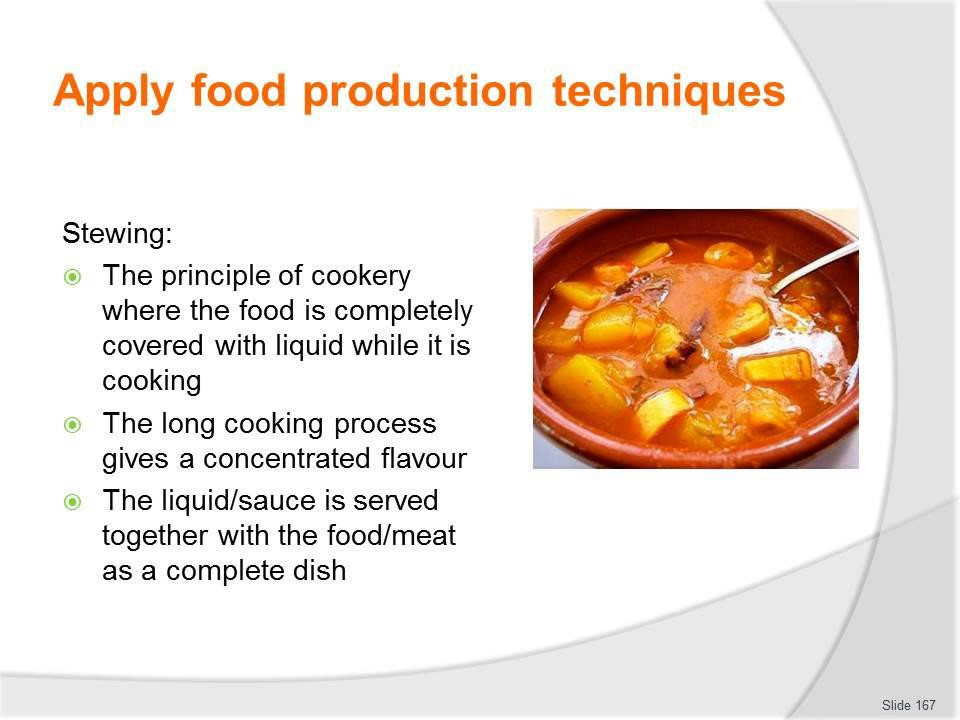 Apply food production techniques
Stewing:
The principle of cookery
where the food is completely
covered with liquid while it is
cooking
The long cooking process
gives a concentrated flavour
The liquid/sauce is served
together with the food/meat
as a complete dish
Slide 167